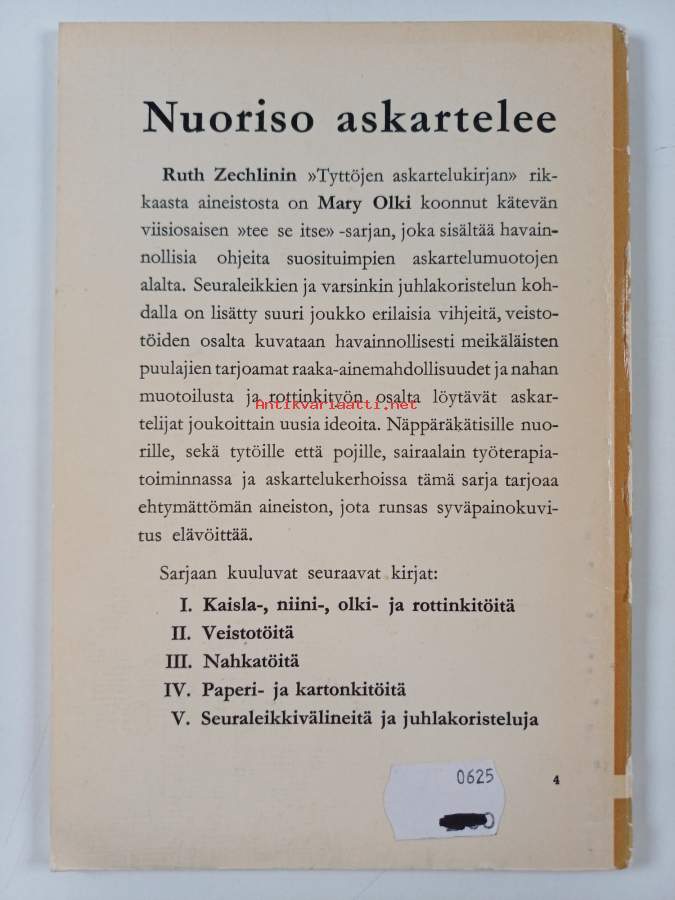 Nuoriso askartelee
Ruth Zechlinin »Tyttöjen askartelukirjan» rik-
kaasta aineistosta on Mary Olki koonnut kätevän
viisiosaisen »tee se itse» -sarjan, joka sisältää havain-
nollisia ohjeita suosituimpien askartelumuotojen
alalta. Seuraleikkien ja varsinkin juhlakoristelun koh-
dalla on lisätty suuri joukko erilaisia vihjeitä, veisto-
töiden osalta kuvataan havainnollisesti meikäläisten
puulajien tarjoamat raaka-ainemahdollisuudet ja nahan
muotoilusta ja rottinkityön osalta löytävät askar-
Antikvariaatti.net
telijat joukoittain uusia ideoita. Näppäräkätisille nuo-
rille, sekä tytöille että pojille, sairaalain työterapia-
toiminnassa ja askartelukerhoissa tämä sarja tarjoaa
ehtymättömän aineiston, jota runsas syväpainokuvi-
tus elävöittää.
Sarjaan kuuluvat seuraavat kirjat:
I. Kaisla-, niini-, olki- ja rottinkitöitä
II. Veistotöitä
III. Nahkatöitä
IV. Paperi- ja kartonkitöitä
V. Seuraleikkivälineitä ja juhlakoristeluja
0625
4